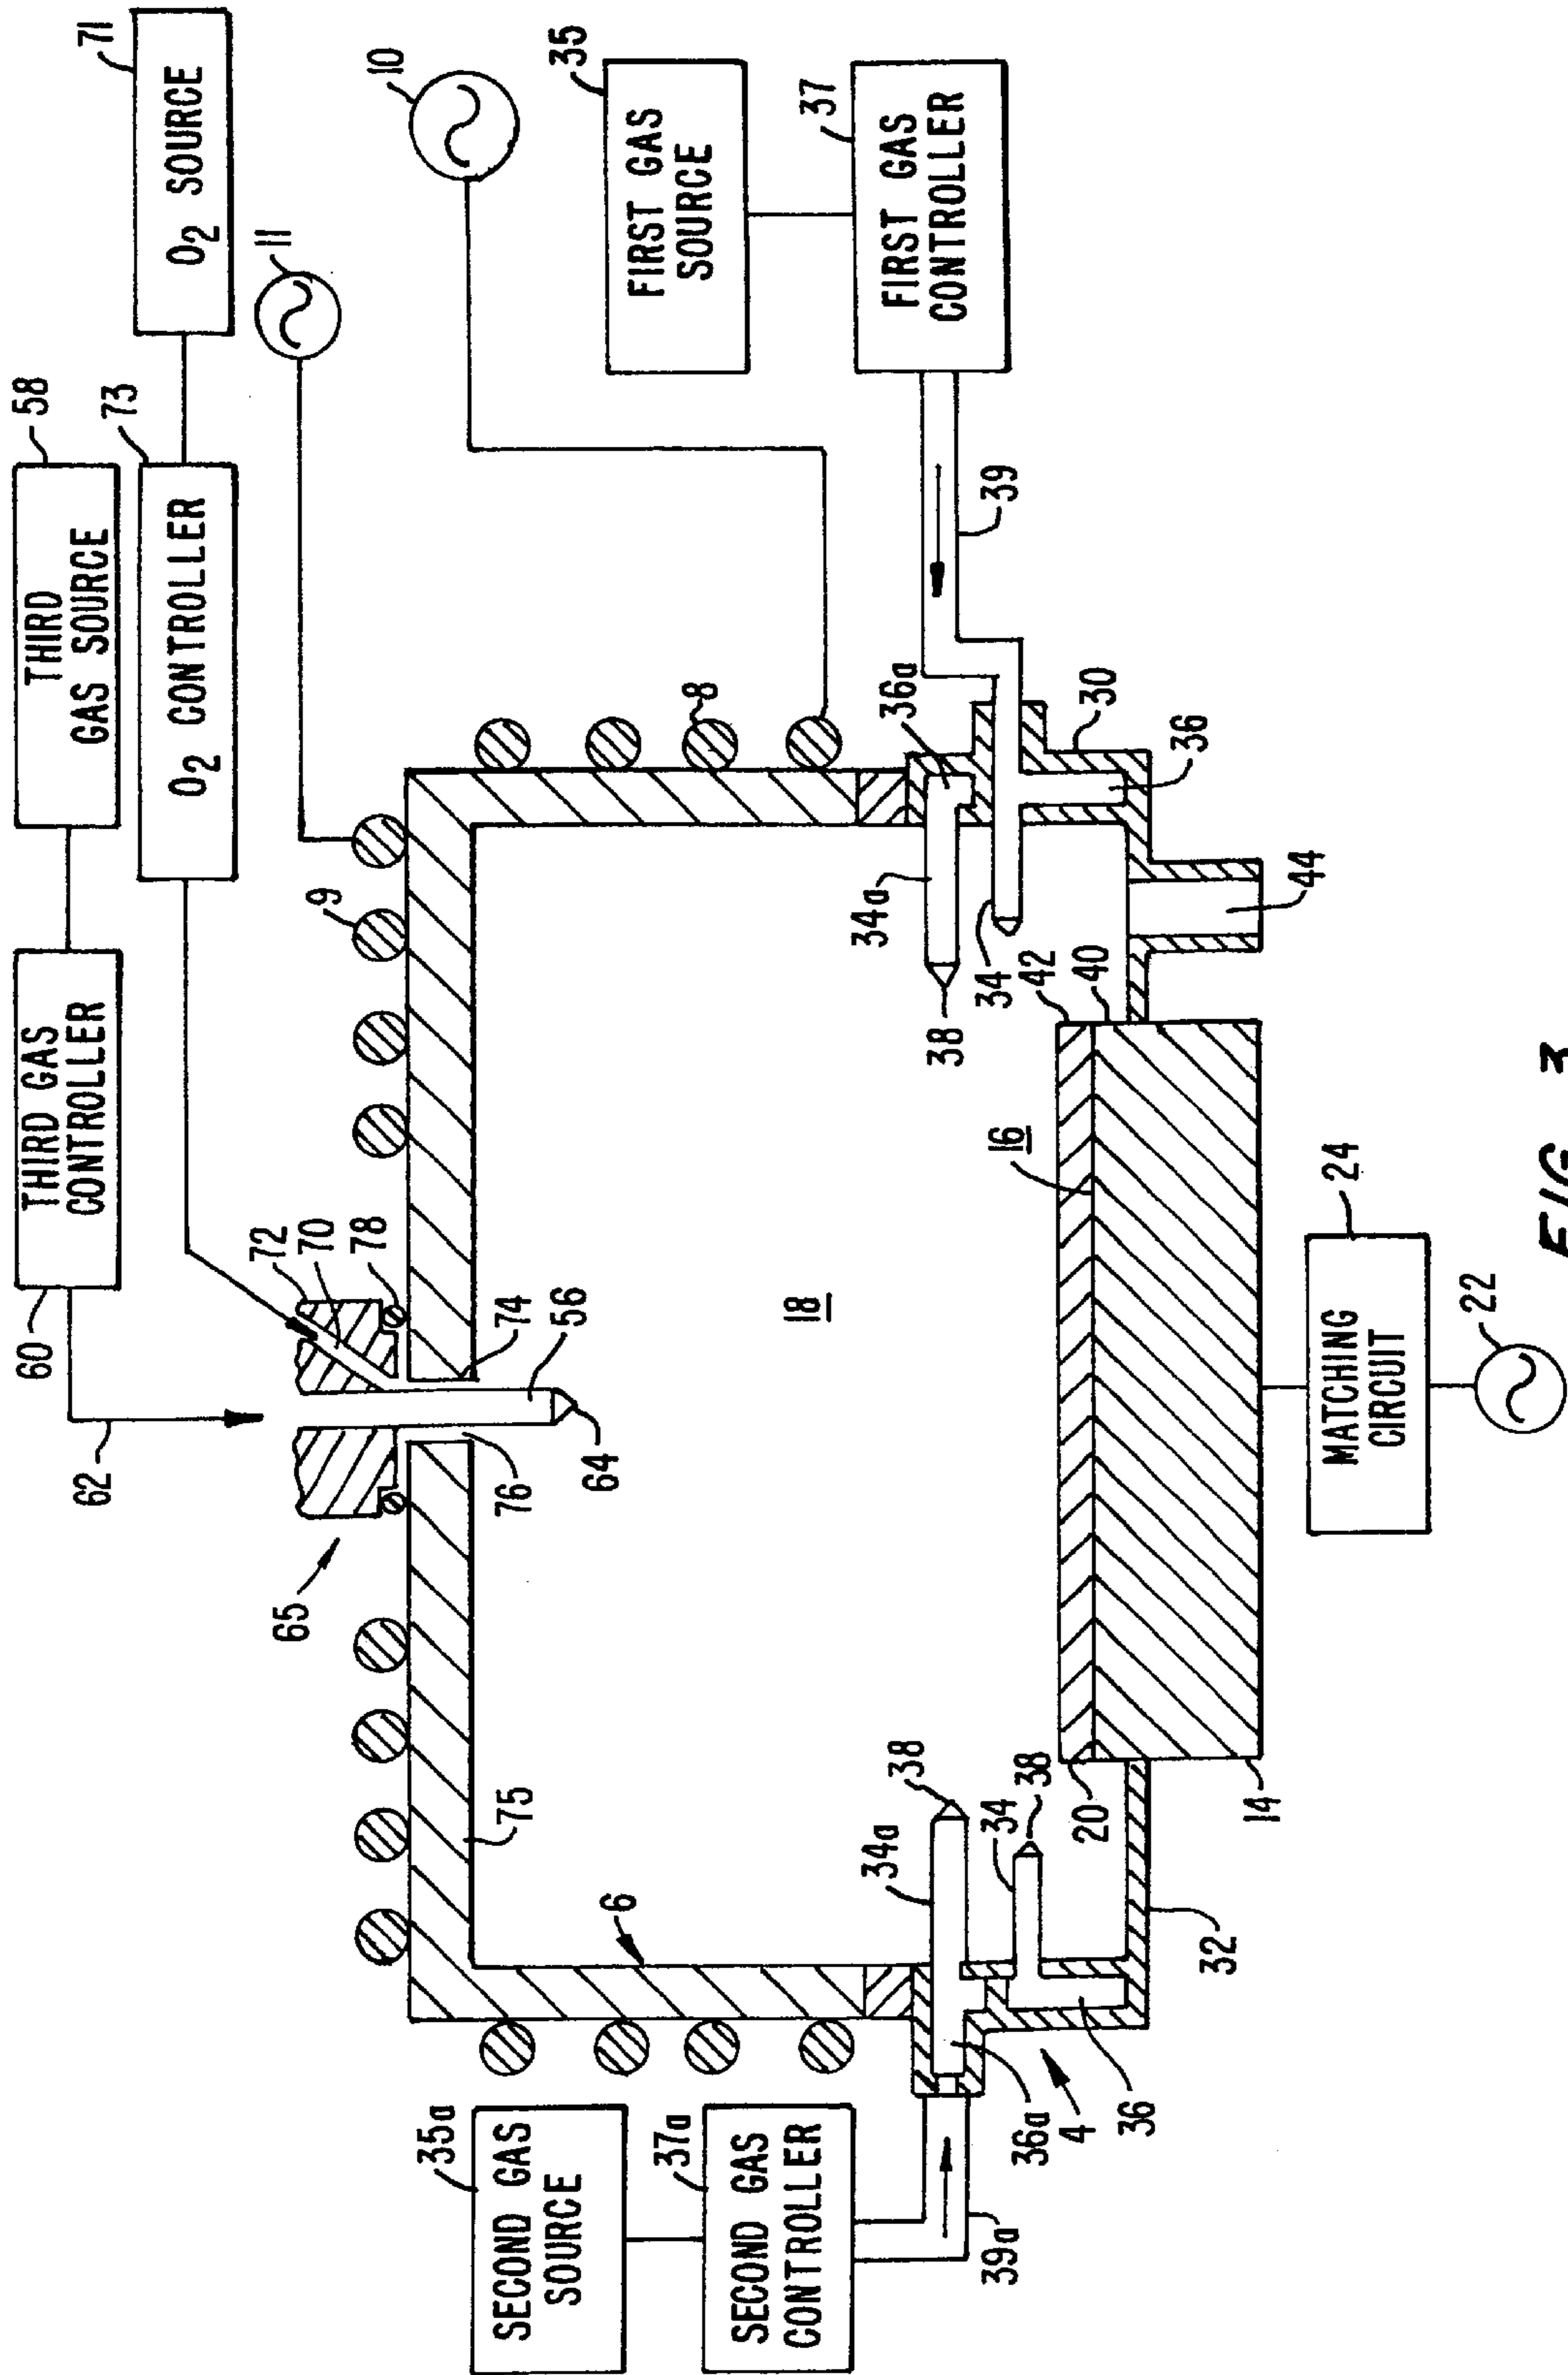 THIRD
GAS SOURCE
58
THIRD GAS
CONTROLLER
60
62
O₂ SOURCE
71
O₂ CONTROLLER
73
11
10
9
8
72
70
78
65
74
76
56
64
75
6
18
FIRST GAS
SOURCE
35
FIRST GAS
CONTROLLER
37
39
SECOND GAS
SOURCE
35a
SECOND GAS
CONTROLLER
37a
39a
36a
34a
38
34
38
4
36
32
20
14
16
42
40
36a
34a
38
34
30
36
44
MATCHING
CIRCUIT
24
22
FIG. 3